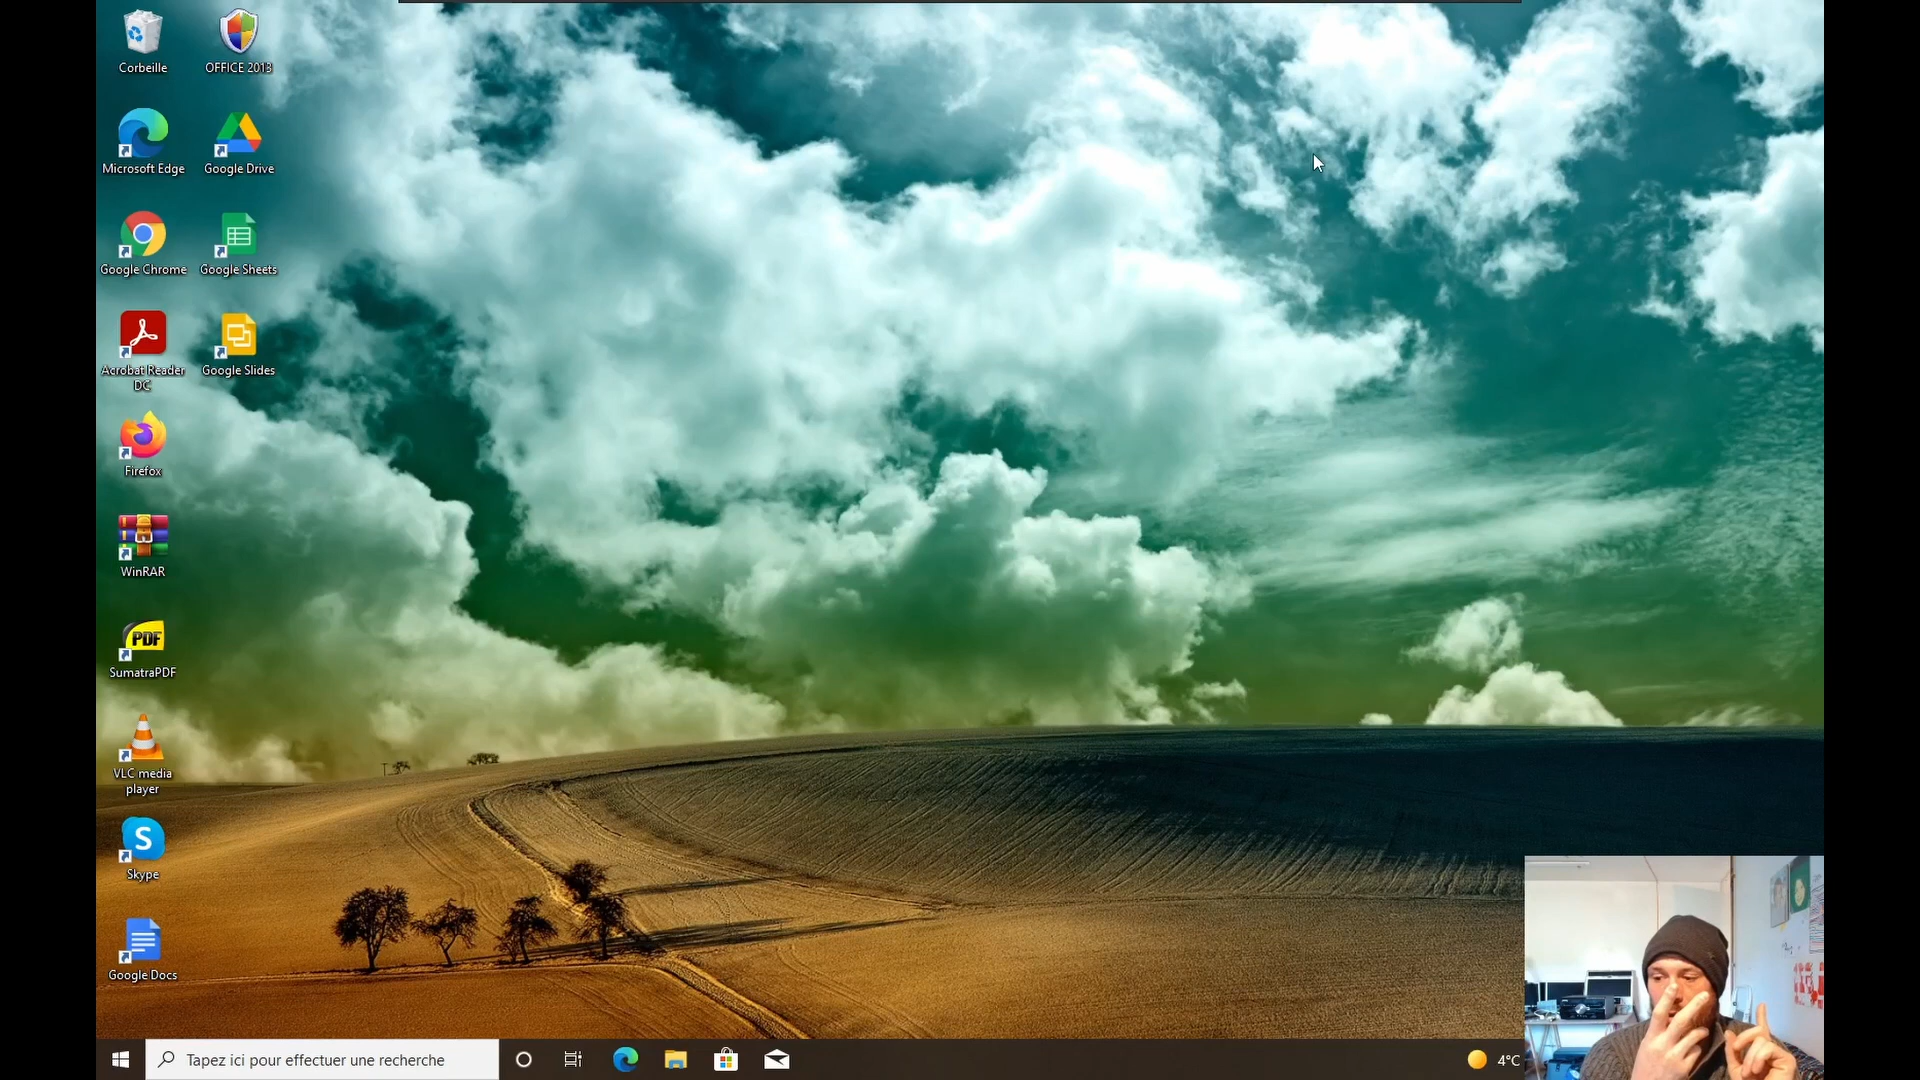 Corbeille
OFFICE 2013
Microsoft Edge
Google Drive
Google Chrome
Google Sheets
Acrobat Reader
DC
Google Slides
Firefox
WinRAR
PDF
SumatraPDF
VLC media
player
S
Skype
Google Docs
Tapez ici pour effectuer une recherche
4°C